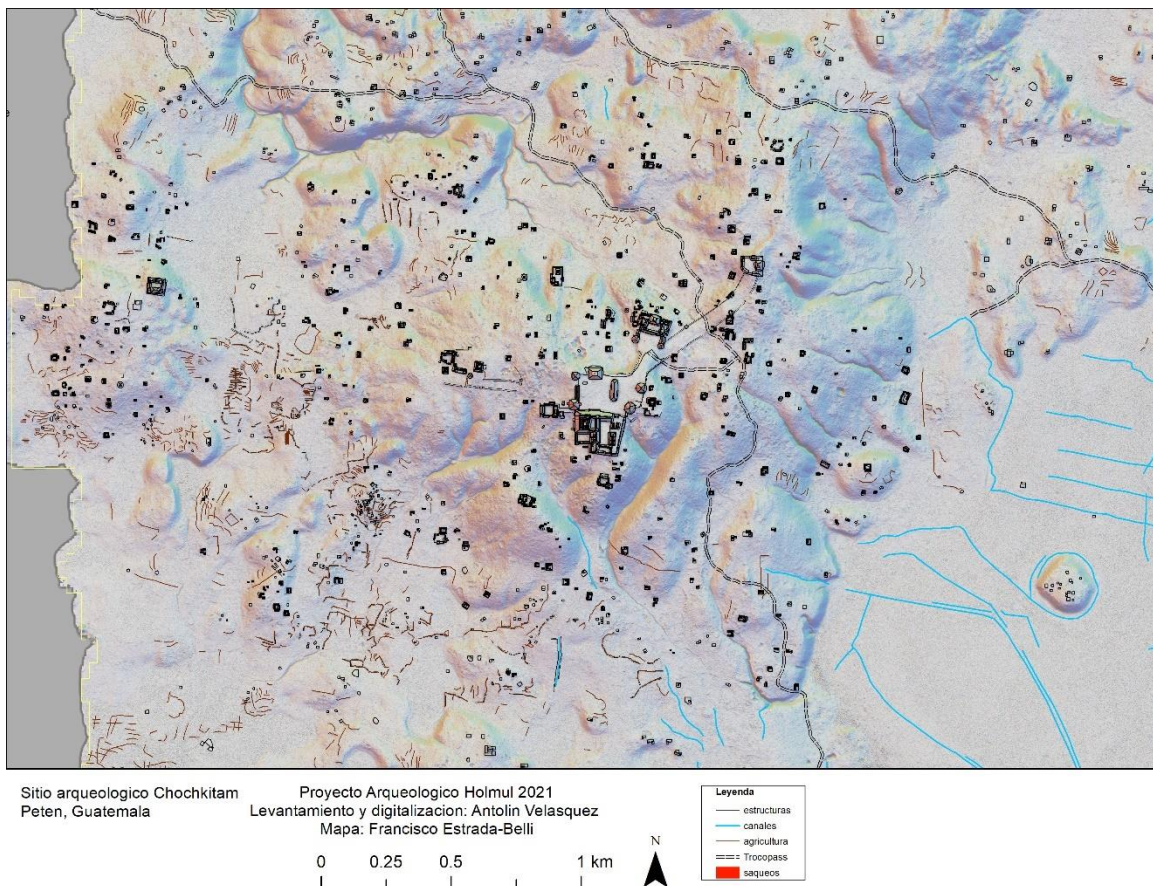 Sitio arqueologico Chochkitam
Peten, Guatemala
Proyecto Arqueologico Holmul 2021
Levantamiento y digitalizacion: Antolin Velasquez
Mapa: Francisco Estrada-Belli
0 0.25 0.5 1 km
N
Leyenda
estructuras
canales
agricultura
Trocopass
saqueos